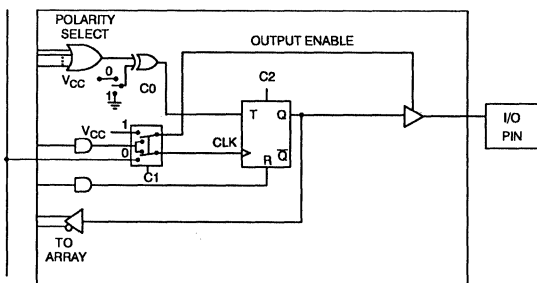 POLARITY
SELECT
OUTPUT ENABLE
VCC
0
1
C0
C2
T
Q
I/O
PIN
VCC
1
0
CLK
R
Q
C1
TO
ARRAY